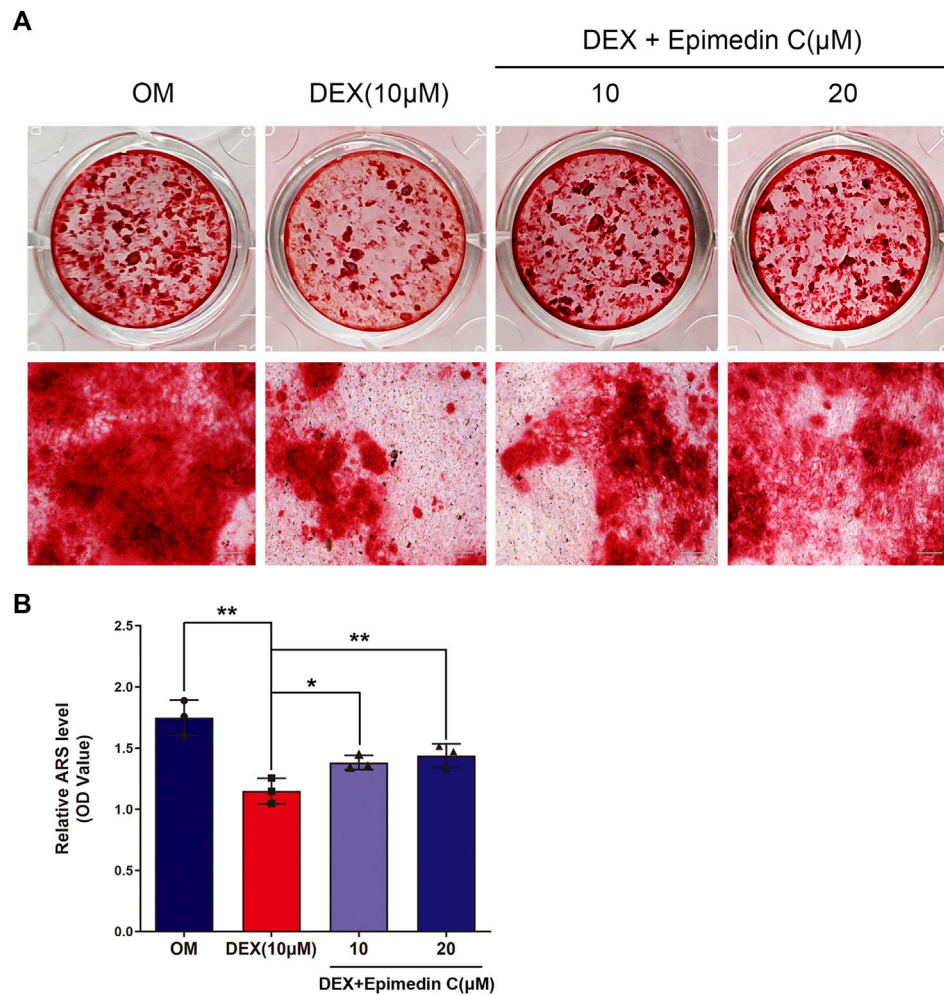 A
DEX + Epimedin C(µM)
OM
DEX(10µM)
10
20
B
**
**
*
2.5
2.0
1.5
1.0
0.5
0.0
Relative ARS level
(OD Value)
OM
DEX(10µM)
10
20
DEX+Epimedin C(µM)